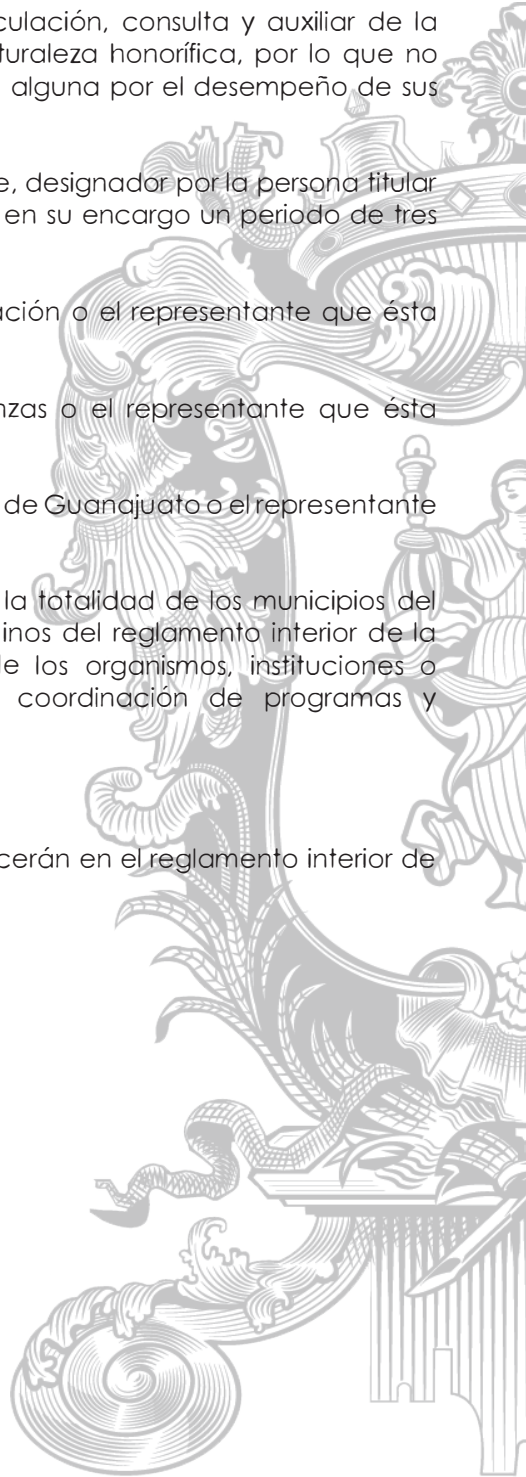 culación, consulta y auxiliar de la
turaleza honorífica, por lo que no
alguna por el desempeño de sus
e, designador por la persona titular
en su encargo un periodo de tres
ación o el representante que ésta
nzas o el representante que ésta
de Guanajuato o el representante
la totalidad de los municipios del
inos del reglamento interior de la
le los organismos, instituciones o
coordinación de programas y
cerán en el reglamento interior de